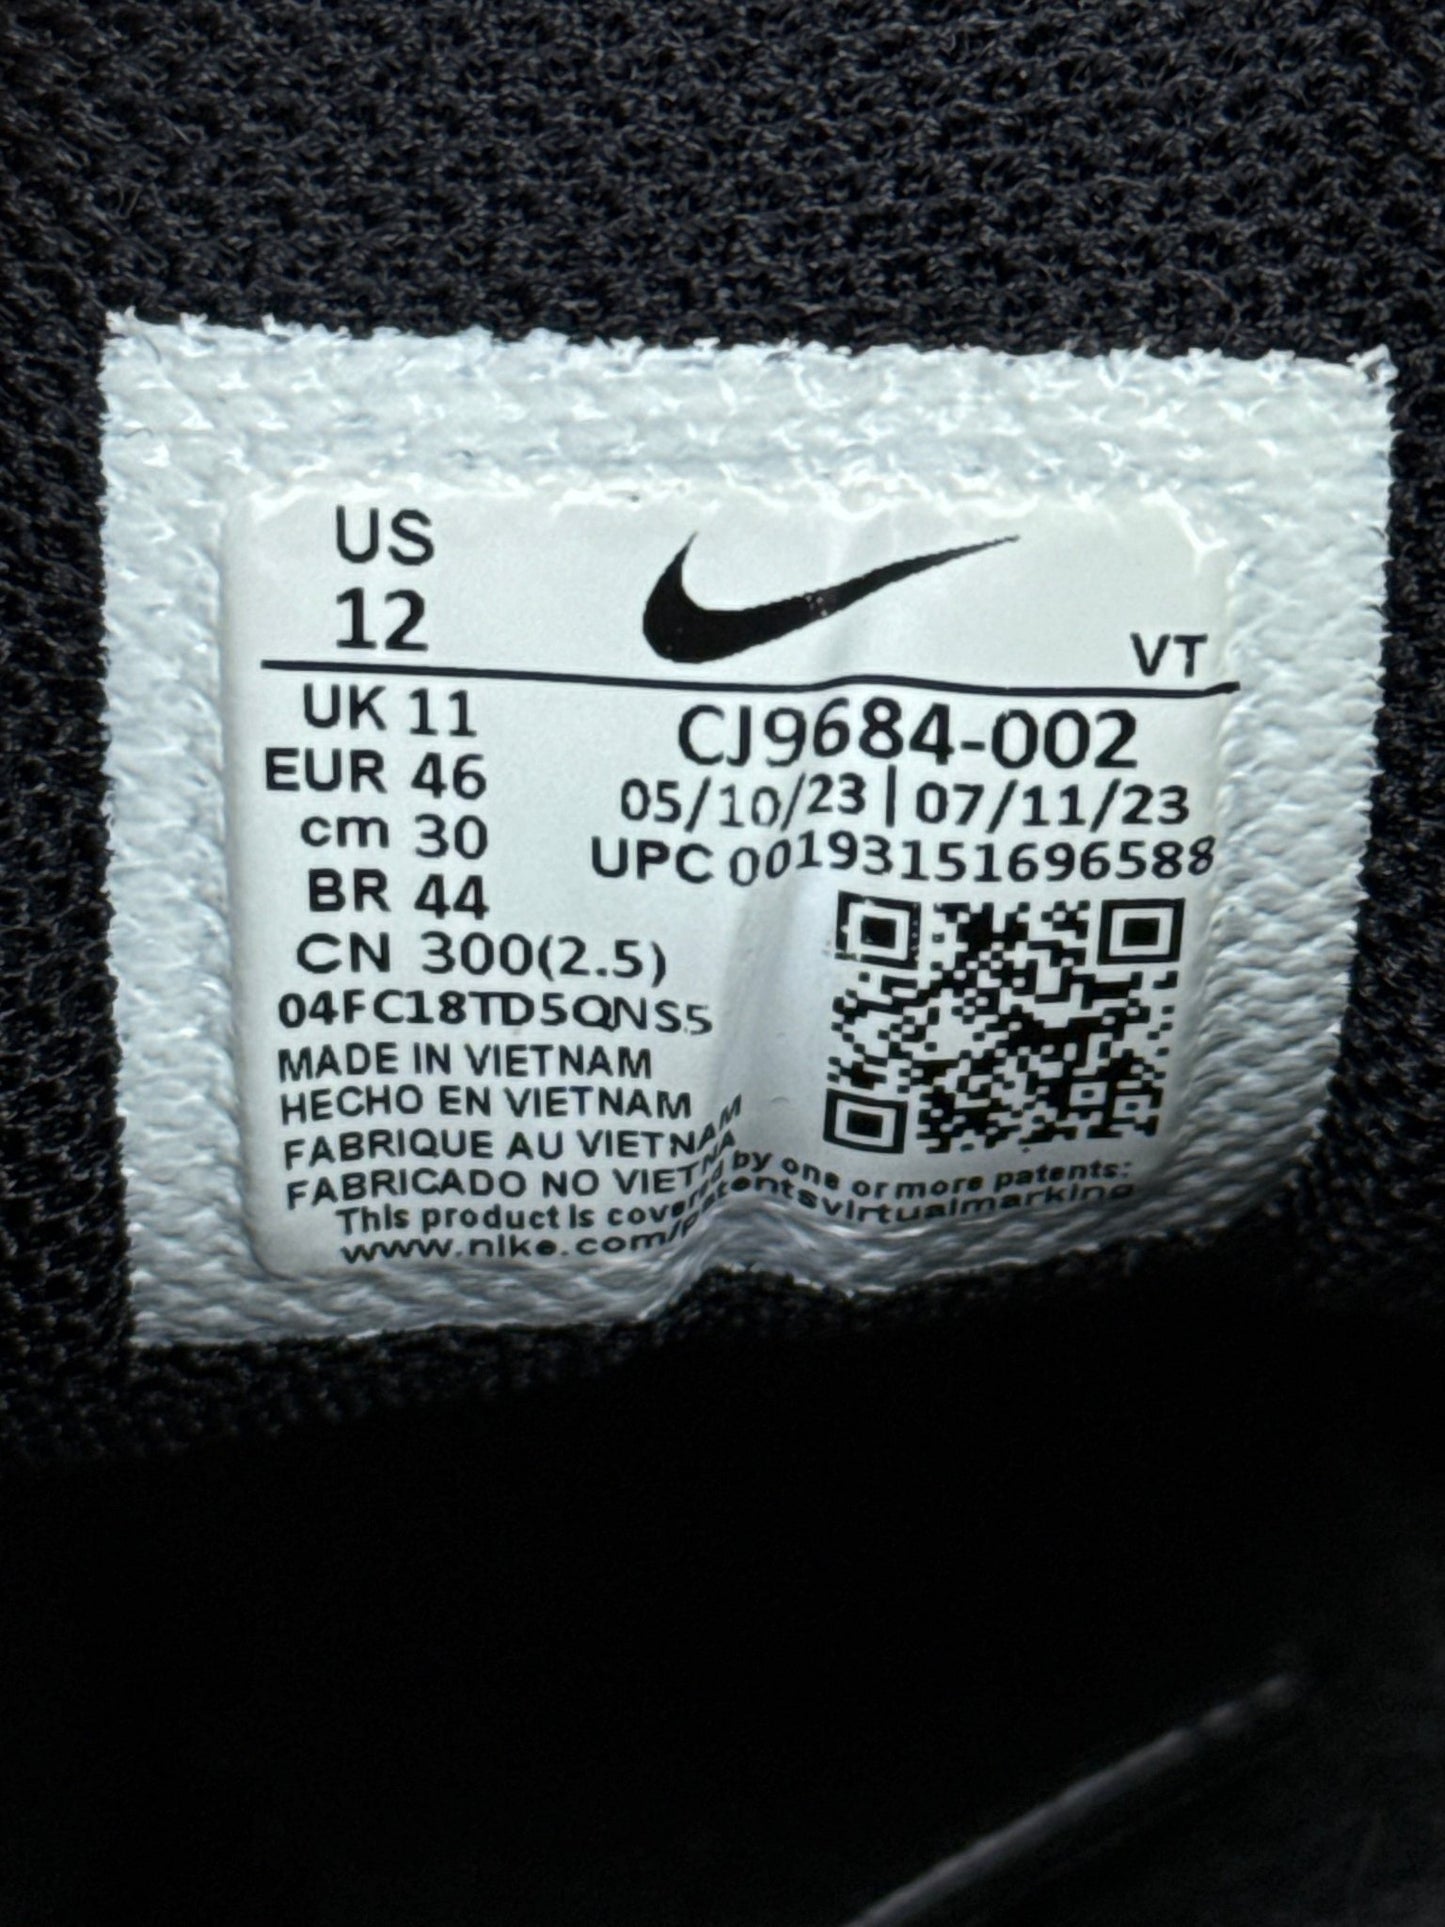 US
12
VT
UK 11
EUR 46
cm 30
BR 44
CN 300(2.5)
CJ9684-002
05/10/23 | 07/11/23
UPC 00193151696588
04FC18TD5QNS5
MADE IN VIETNAM
HECHO EN VIETNAM
FABRIQUE AU VIETNAM
FABRICADO NO VIETNA
This product is covered by one or more patents:
www.nike.com/patentsvirtualmarking